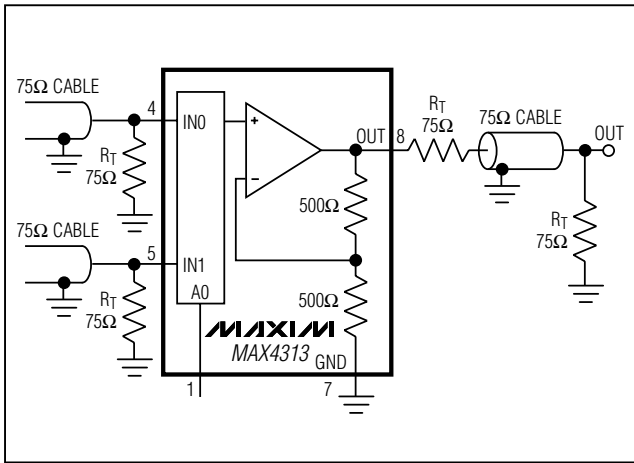 75Ω CABLE
4
IN0
RT
75Ω
75Ω CABLE
5
IN1
RT
75Ω
A0
1
+
−
OUT
8
500Ω
500Ω
MAXIM
MAX4313
GND
7
RT
75Ω
75Ω CABLE
OUT
RT
75Ω